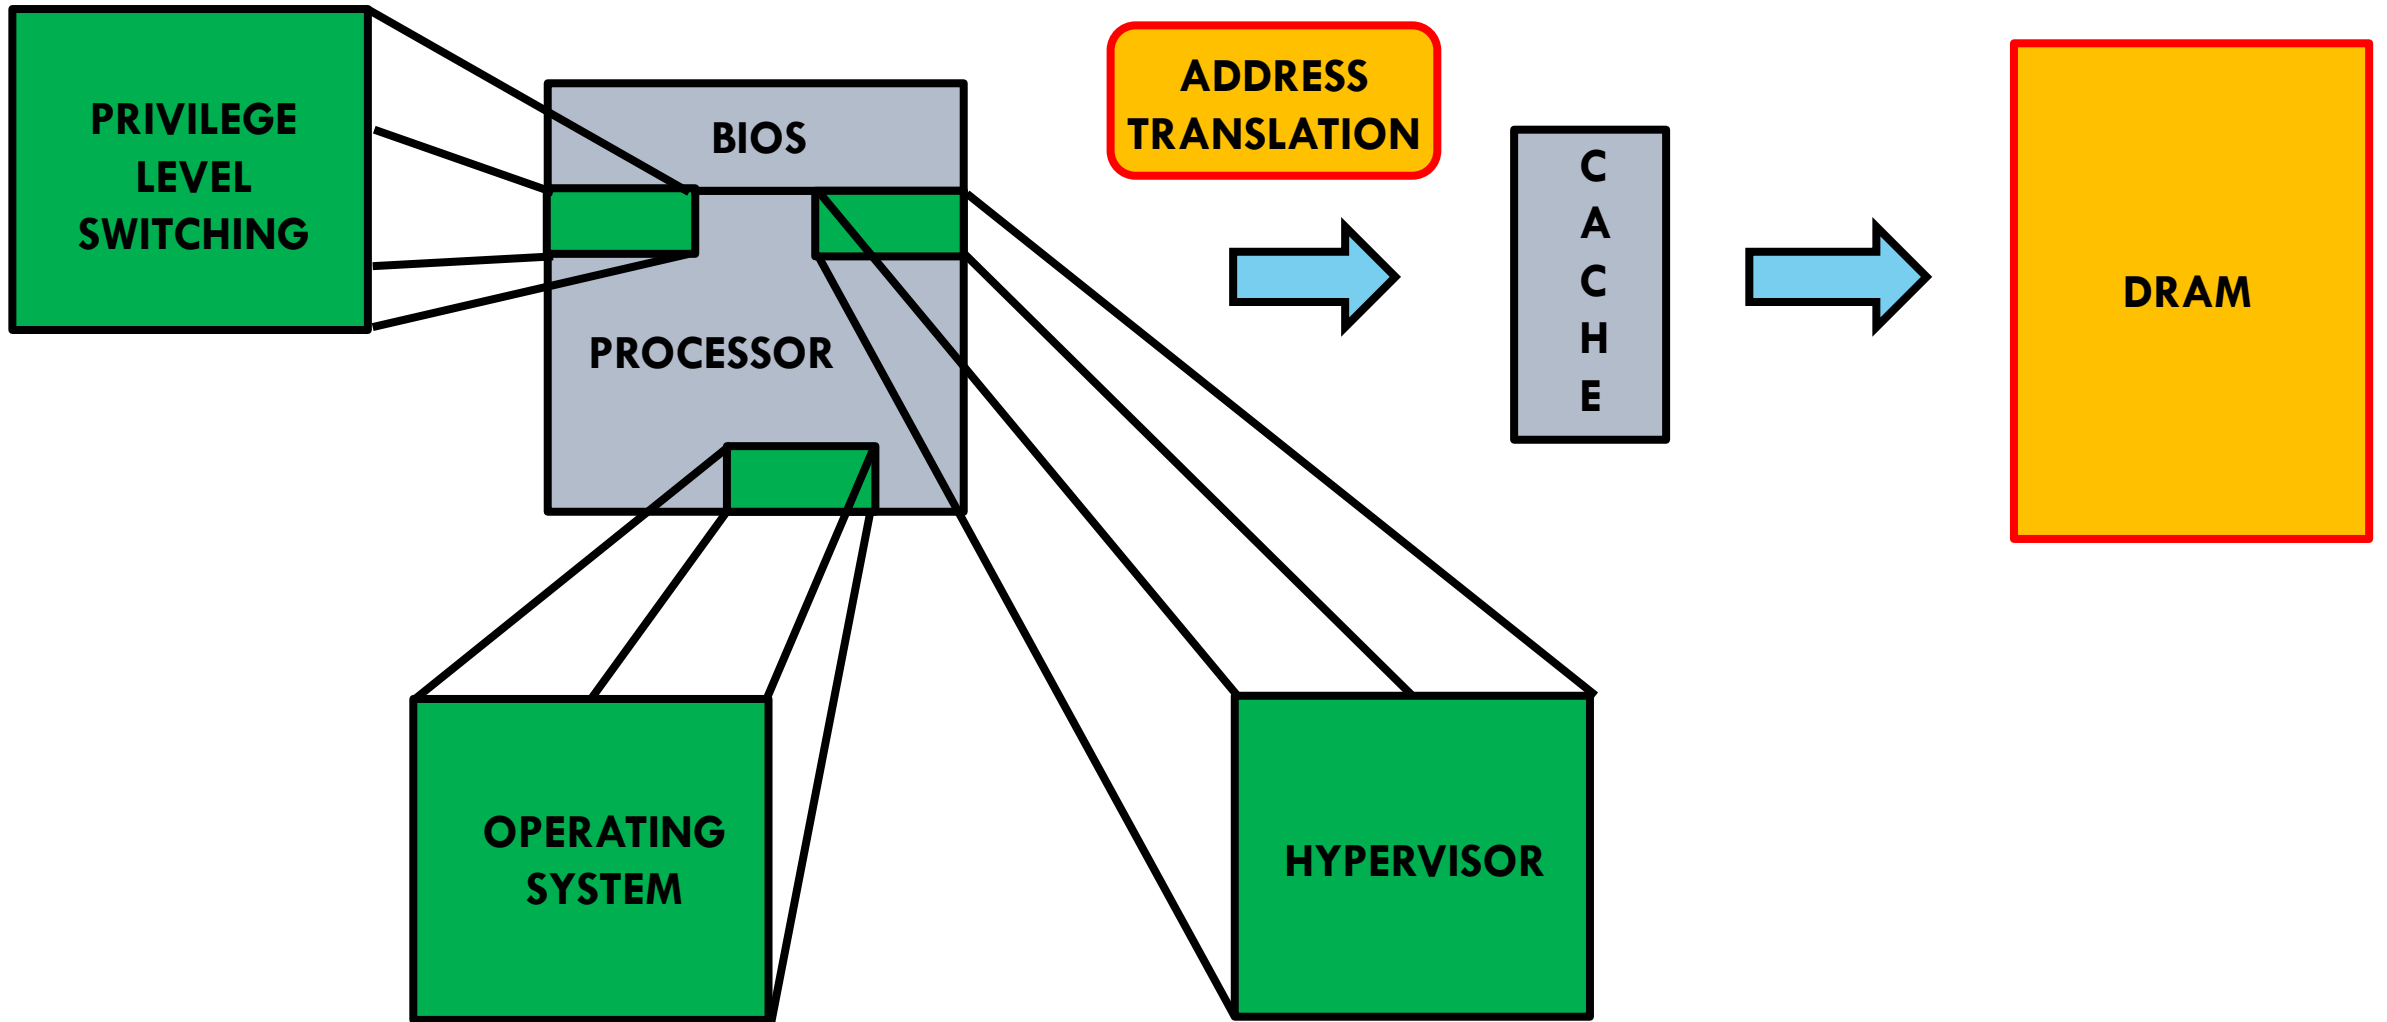 PRIVILEGE
LEVEL
SWITCHING
BIOS
PROCESSOR
ADDRESS
TRANSLATION
C
A
C
H
E
DRAM
OPERATING
SYSTEM
HYPERVISOR